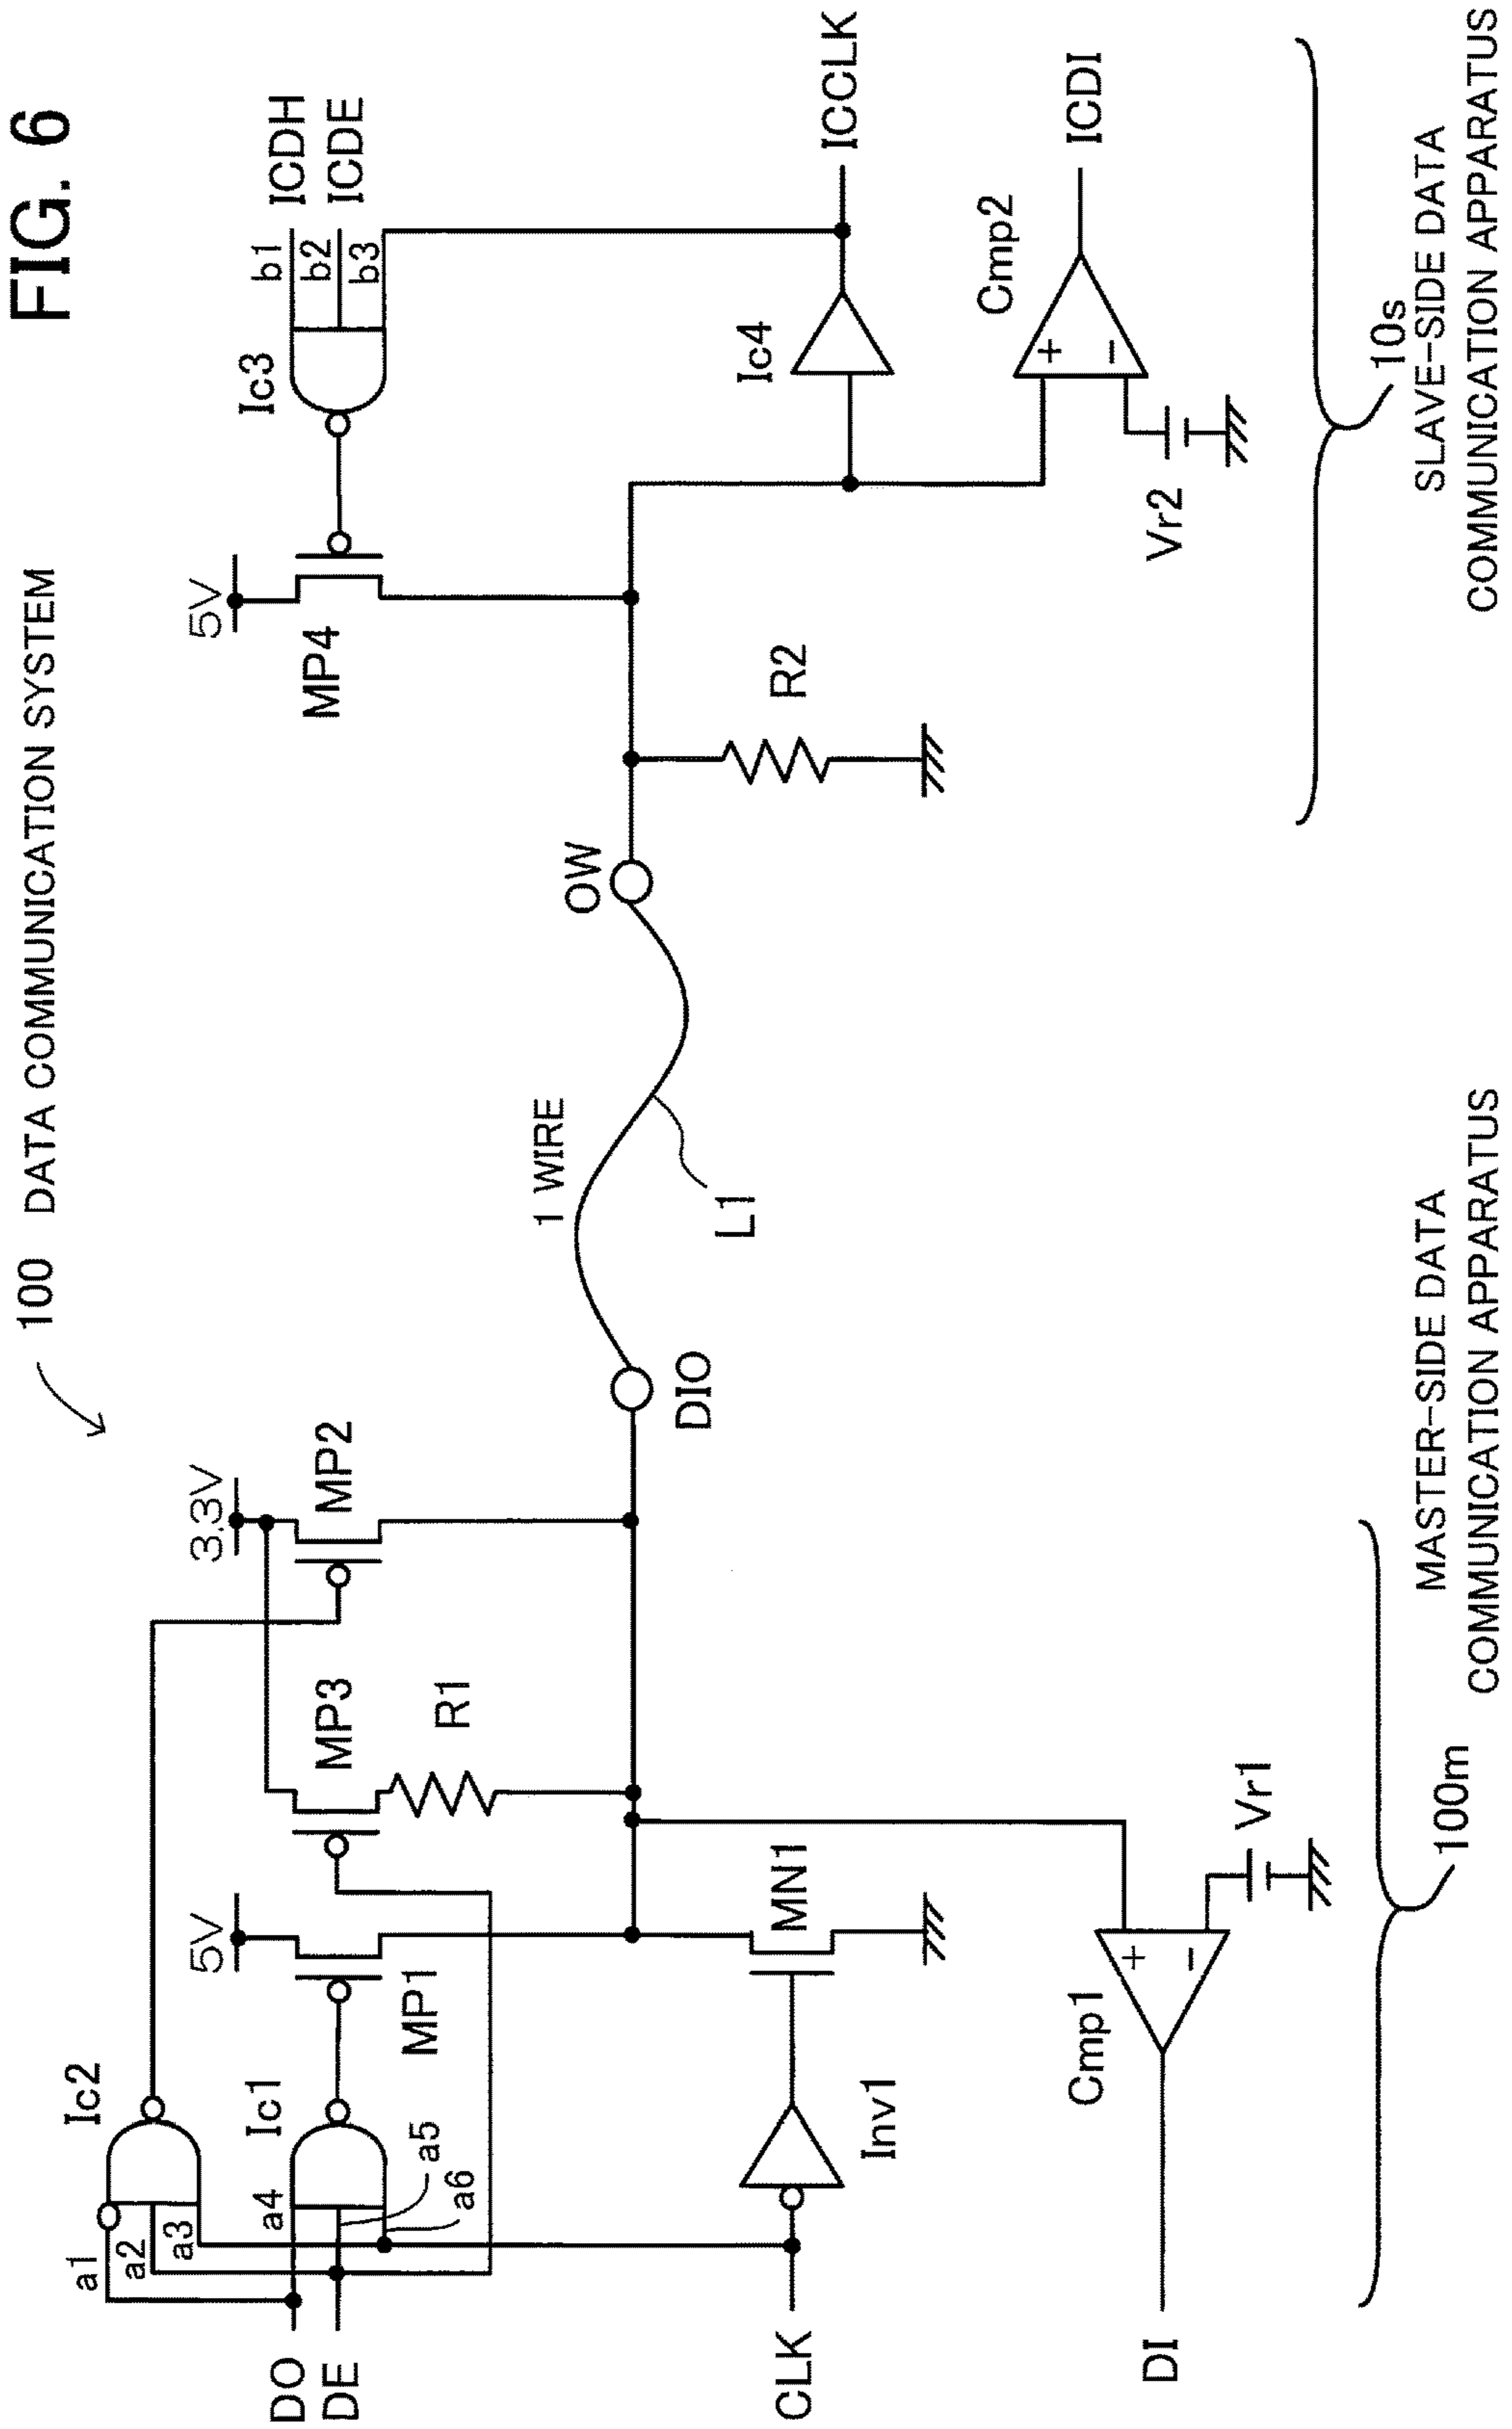 FIG. 6
100 DATA COMMUNICATION SYSTEM
Ic2
a1
a2
a3
DO
DE
a4
Ic1
a5
a6
5V
MP1
MP3
R1
3.3V
MP2
CLK
Inv1
MN1
DI
Cmp1
+
−
Vr1
DIO
1 WIRE
L1
OW
5V
MP4
R2
Ic3
b1
b2
b3
ICDH
ICDE
Ic4
ICCLK
Cmp2
+
−
Vr2
ICDI
100m
MASTER-SIDE DATA
COMMUNICATION APPARATUS
10s
SLAVE-SIDE DATA
COMMUNICATION APPARATUS